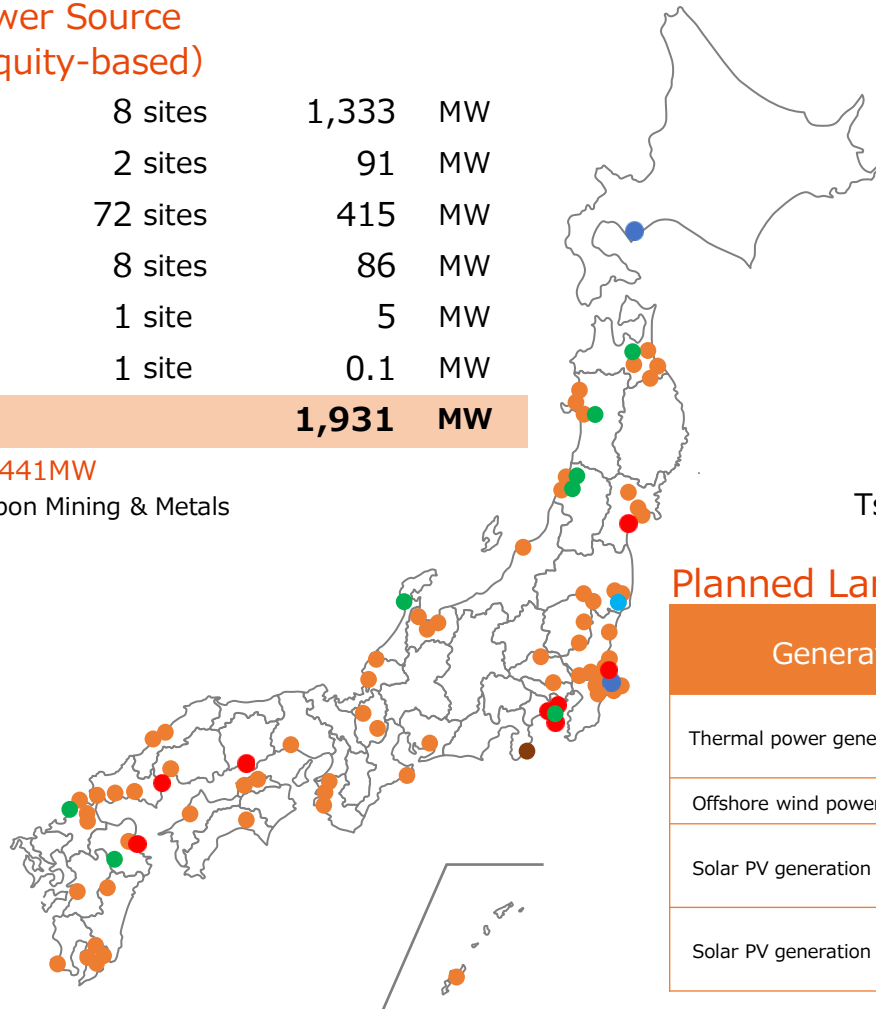 wer Source
quity-based）
8 sites 1,333 MW
2 sites 91 MW
72 sites 415 MW
8 sites 86 MW
1 site 5 MW
1 site 0.1 MW
1,931 MW
441MW
pon Mining & Metals
Ts
Planned Lar
Genera
Thermal power gene
Offshore wind power
Solar PV generation
Solar PV generation